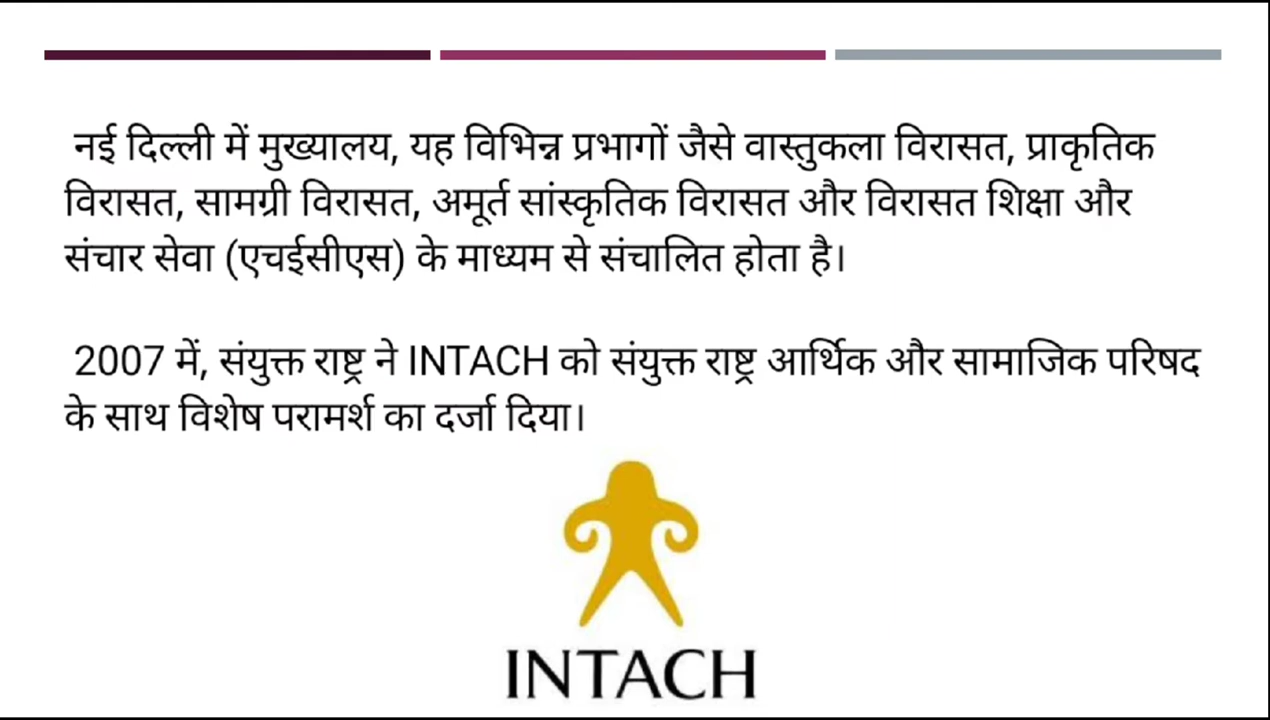 नई दिल्ली में मुख्यालय, यह विभिन्न प्रभागों जैसे वास्तुकला विरासत, प्राकृतिक
विरासत, सामग्री विरासत, अमूर्त सांस्कृतिक विरासत और विरासत शिक्षा और
संचार सेवा (एचईसीएस) के माध्यम से संचालित होता है।
2007 में, संयुक्त राष्ट्र ने INTACH को संयुक्त राष्ट्र आर्थिक और सामाजिक परिषद
के साथ विशेष परामर्श का दर्जा दिया।
INTACH